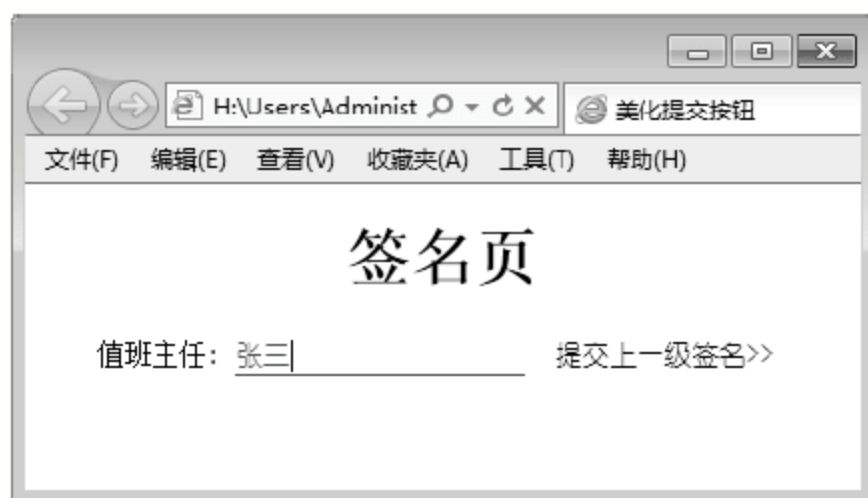 H:\Users\Administ
美化提交按钮
文件(F) 编辑(E) 查看(V) 收藏夹(A) 工具(T) 帮助(H)
签名页
值班主任：张三 提交上一级签名>>